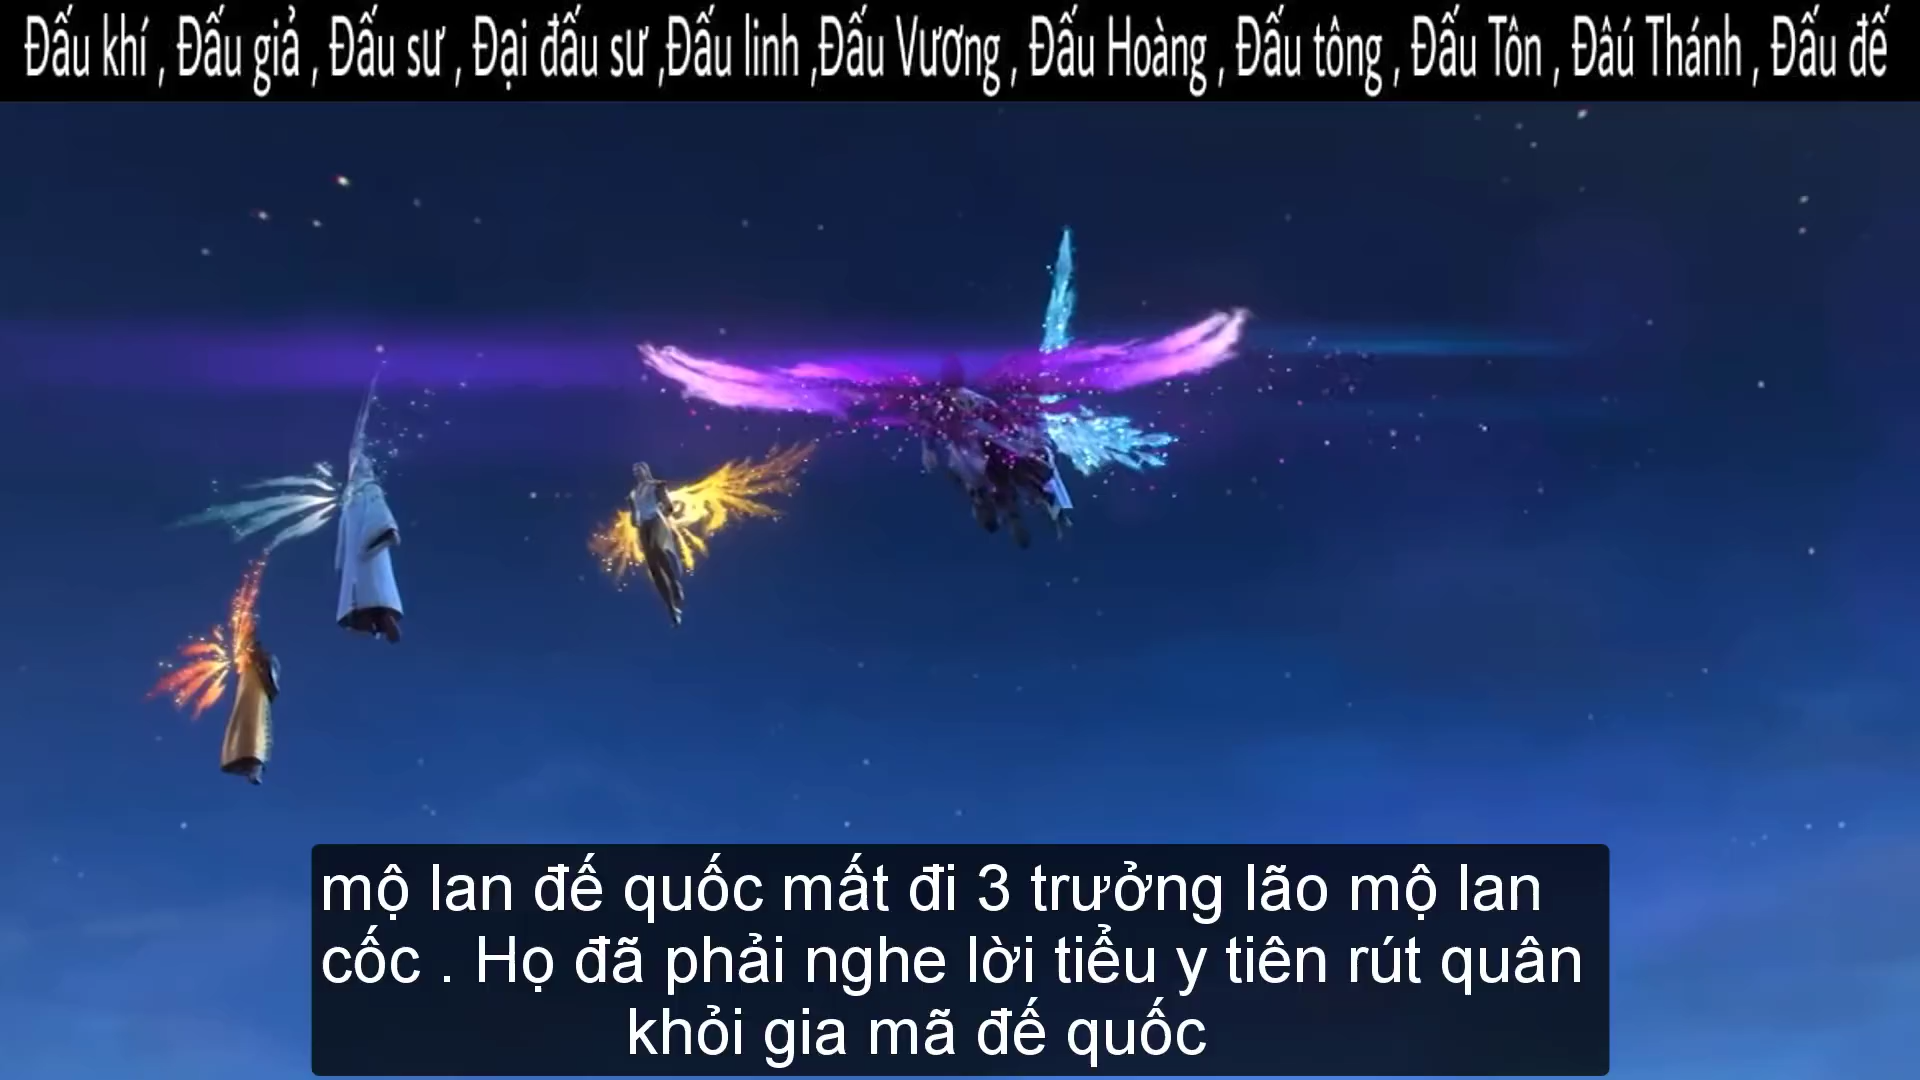 Đấu khí , Đấu giả , Đấu sư , Đại đấu sư ,Đấu linh ,Đấu Vương , Đấu Hoàng , Đấu tông , Đấu Tôn , Đâú Thánh , Đấu đế
mộ lan đế quốc mất đi 3 trưởng lão mộ lan
cốc . Họ đã phải nghe lời tiểu y tiên rút quân
khỏi gia mã đế quốc